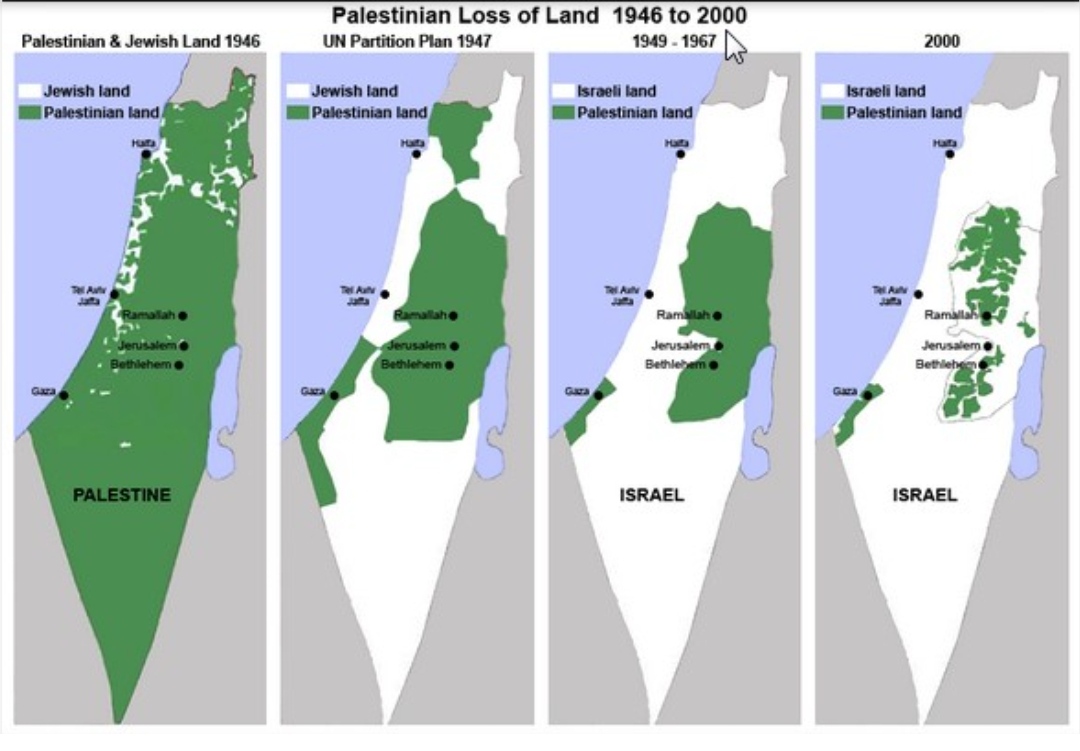 Palestinian Loss of Land 1946 to 2000
Palestinian & Jewish Land 1946
Jewish land
Palestinian land
Haifa
Tel Aviv
Jaffa
Ramallah
Jerusalem
Bethlehem
Gaza
PALESTINE
UN Partition Plan 1947
Jewish land
Palestinian land
Haifa
Tel Aviv
Jaffa
Ramallah
Jerusalem
Bethlehem
Gaza
1949 - 1967
Israeli land
Palestinian land
Haifa
Tel Aviv
Jaffa
Ramallah
Jerusalem
Bethlehem
Gaza
ISRAEL
2000
Israeli land
Palestinian land
Haifa
Tel Aviv
Jaffa
Ramallah
Jerusalem
Bethlehem
Gaza
ISRAEL